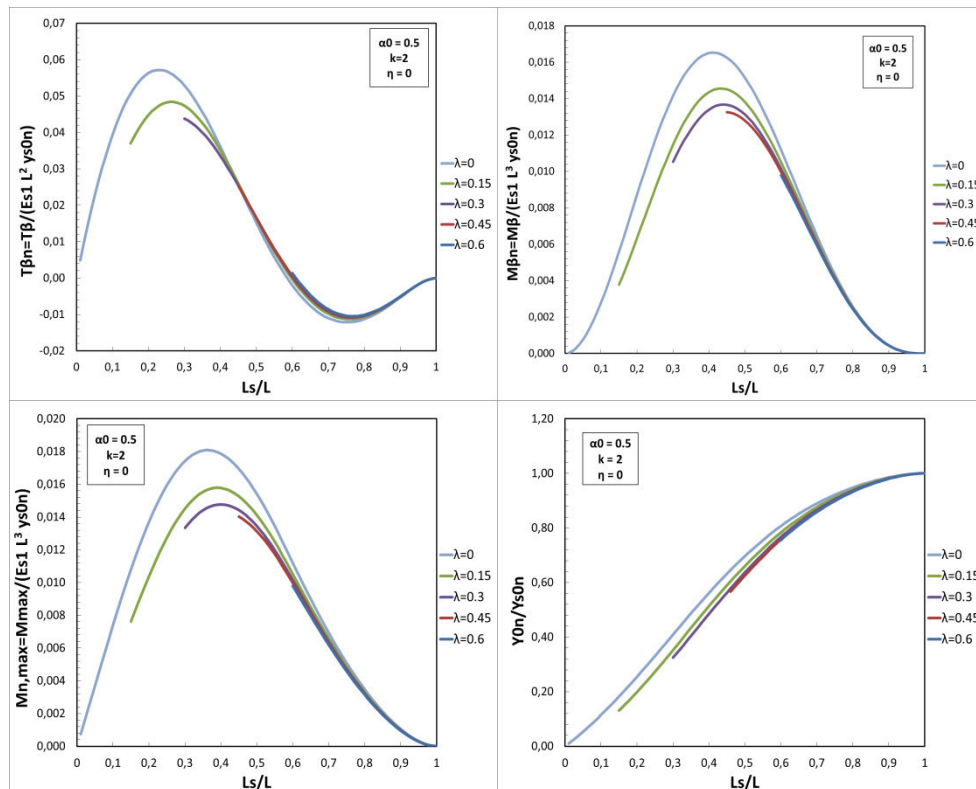 Tβn=Tβ/(Es1 L² ys0n)
0,07
0,06
0,05
0,04
0,03
0,02
0,01
0,00
-0,01
-0,02
0 0,1 0,2 0,3 0,4 0,5 0,6 0,7 0,8 0,9 1
Ls/L
α0 = 0.5
k=2
η = 0
λ=0
λ=0.15
λ=0.3
λ=0.45
λ=0.6
Mβn=Mβ/(Es1 L³ ys0n)
0,018
0,016
0,014
0,012
0,010
0,008
0,006
0,004
0,002
0,000
0 0,1 0,2 0,3 0,4 0,5 0,6 0,7 0,8 0,9 1
Ls/L
α0 = 0.5
k=2
η = 0
λ=0
λ=0.15
λ=0.3
λ=0.45
λ=0.6
Mn,max=Mmax/(Es1 L³ ys0n)
0,020
0,018
0,016
0,014
0,012
0,010
0,008
0,006
0,004
0,002
0,000
0 0,1 0,2 0,3 0,4 0,5 0,6 0,7 0,8 0,9 1
Ls/L
α0 = 0.5
k=2
η = 0
λ=0
λ=0.15
λ=0.3
λ=0.45
λ=0.6
Y0n/Ys0n
1,20
1,00
0,80
0,60
0,40
0,20
0,00
0 0,1 0,2 0,3 0,4 0,5 0,6 0,7 0,8 0,9 1
Ls/L
α0 = 0.5
k = 2
η = 0
λ=0
λ=0.15
λ=0.3
λ=0.45
λ=0.6